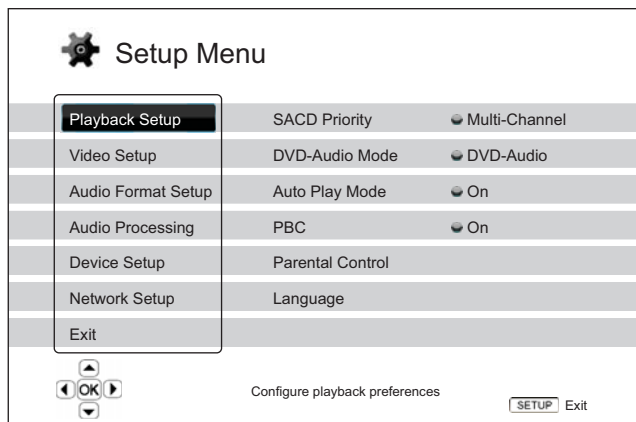 Setup Menu
Playback Setup SACD Priority Multi-Channel
Video Setup DVD-Audio Mode DVD-Audio
Audio Format Setup Auto Play Mode On
Audio Processing PBC On
Device Setup Parental Control
Network Setup Language
Exit
OK Configure playback preferences SETUP Exit